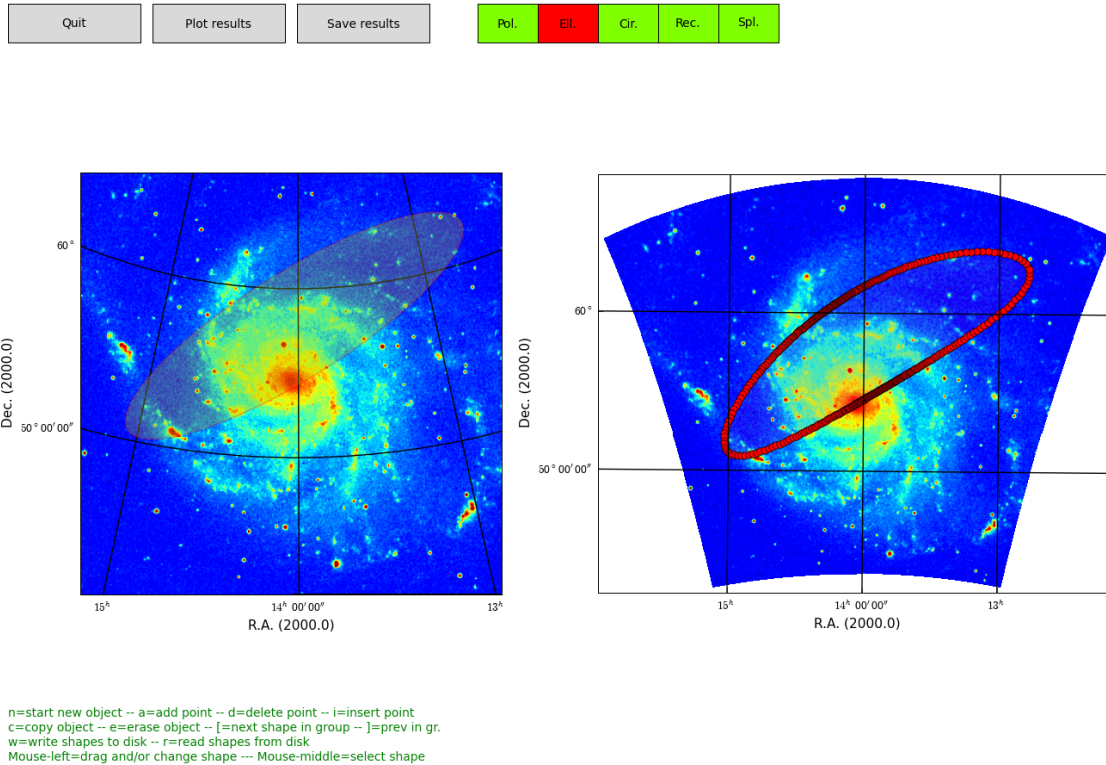 Quit Plot results Save results Pol. Ell. Cir. Rec. Spl.
60°
50° 00′ 00″
Dec. (2000.0)
15h 14h 00′ 00″ 13h
R.A. (2000.0)
60°
50° 00′ 00″
Dec. (2000.0)
15h 14h 00′ 00″ 13h
R.A. (2000.0)
n=start new object -- a=add point -- d=delete point -- i=insert point
c=copy object -- e=erase object -- [=next shape in group -- ]=prev in gr.
w=write shapes to disk -- r=read shapes from disk
Mouse-left=drag and/or change shape --- Mouse-middle=select shape